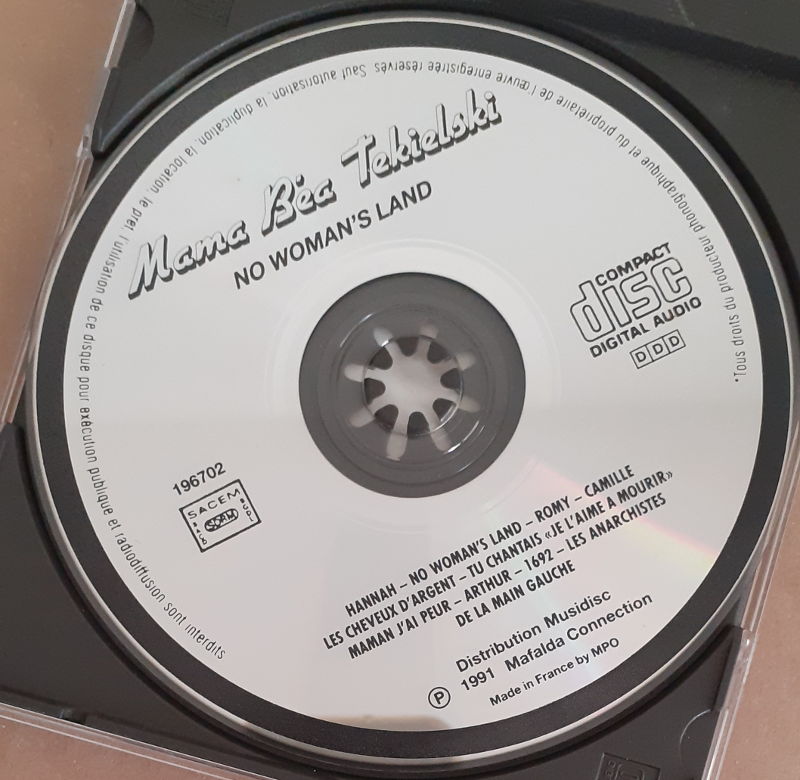 Mama Béa Tekielski
NO WOMAN'S LAND
COMPACT
disc
DIGITAL AUDIO
DDD
196702
SACEM
SDRM
HANNAH – NO WOMAN'S LAND – ROMY – CAMILLE
LES CHEVEUX D'ARGENT – TU CHANTAIS «JE L'AIME A MOURIR»
MAMAN J'AI PEUR – ARTHUR – 1692 – LES ANARCHISTES
DE LA MAIN GAUCHE
Distribution Musidisc
Ⓟ 1991 Mafalda Connection
Made in France by MPO
•Tous droits du producteur phonographique et du propriétaire de l'œuvre enregistrée réservés. Sauf autorisation, la duplication, la location, le prêt, l'utilisation de ce disque pour exécution publique et radiodiffusion sont interdits